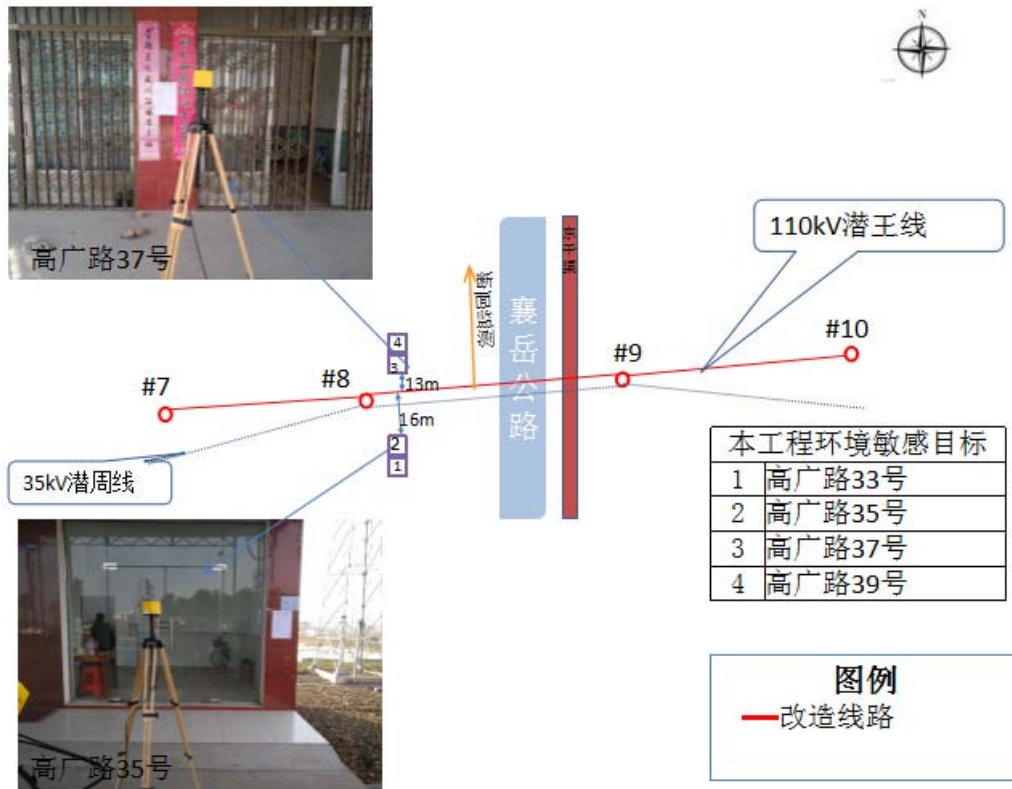 N
高广路37号
110kV潜王线
襄岳公路
4
3
13m
#7
#8
#9
#10
16m
2
1
35kV潜周线
本工程环境敏感目标
1 高广路33号
2 高广路35号
3 高广路37号
4 高广路39号
高广路35号
图例
改造线路